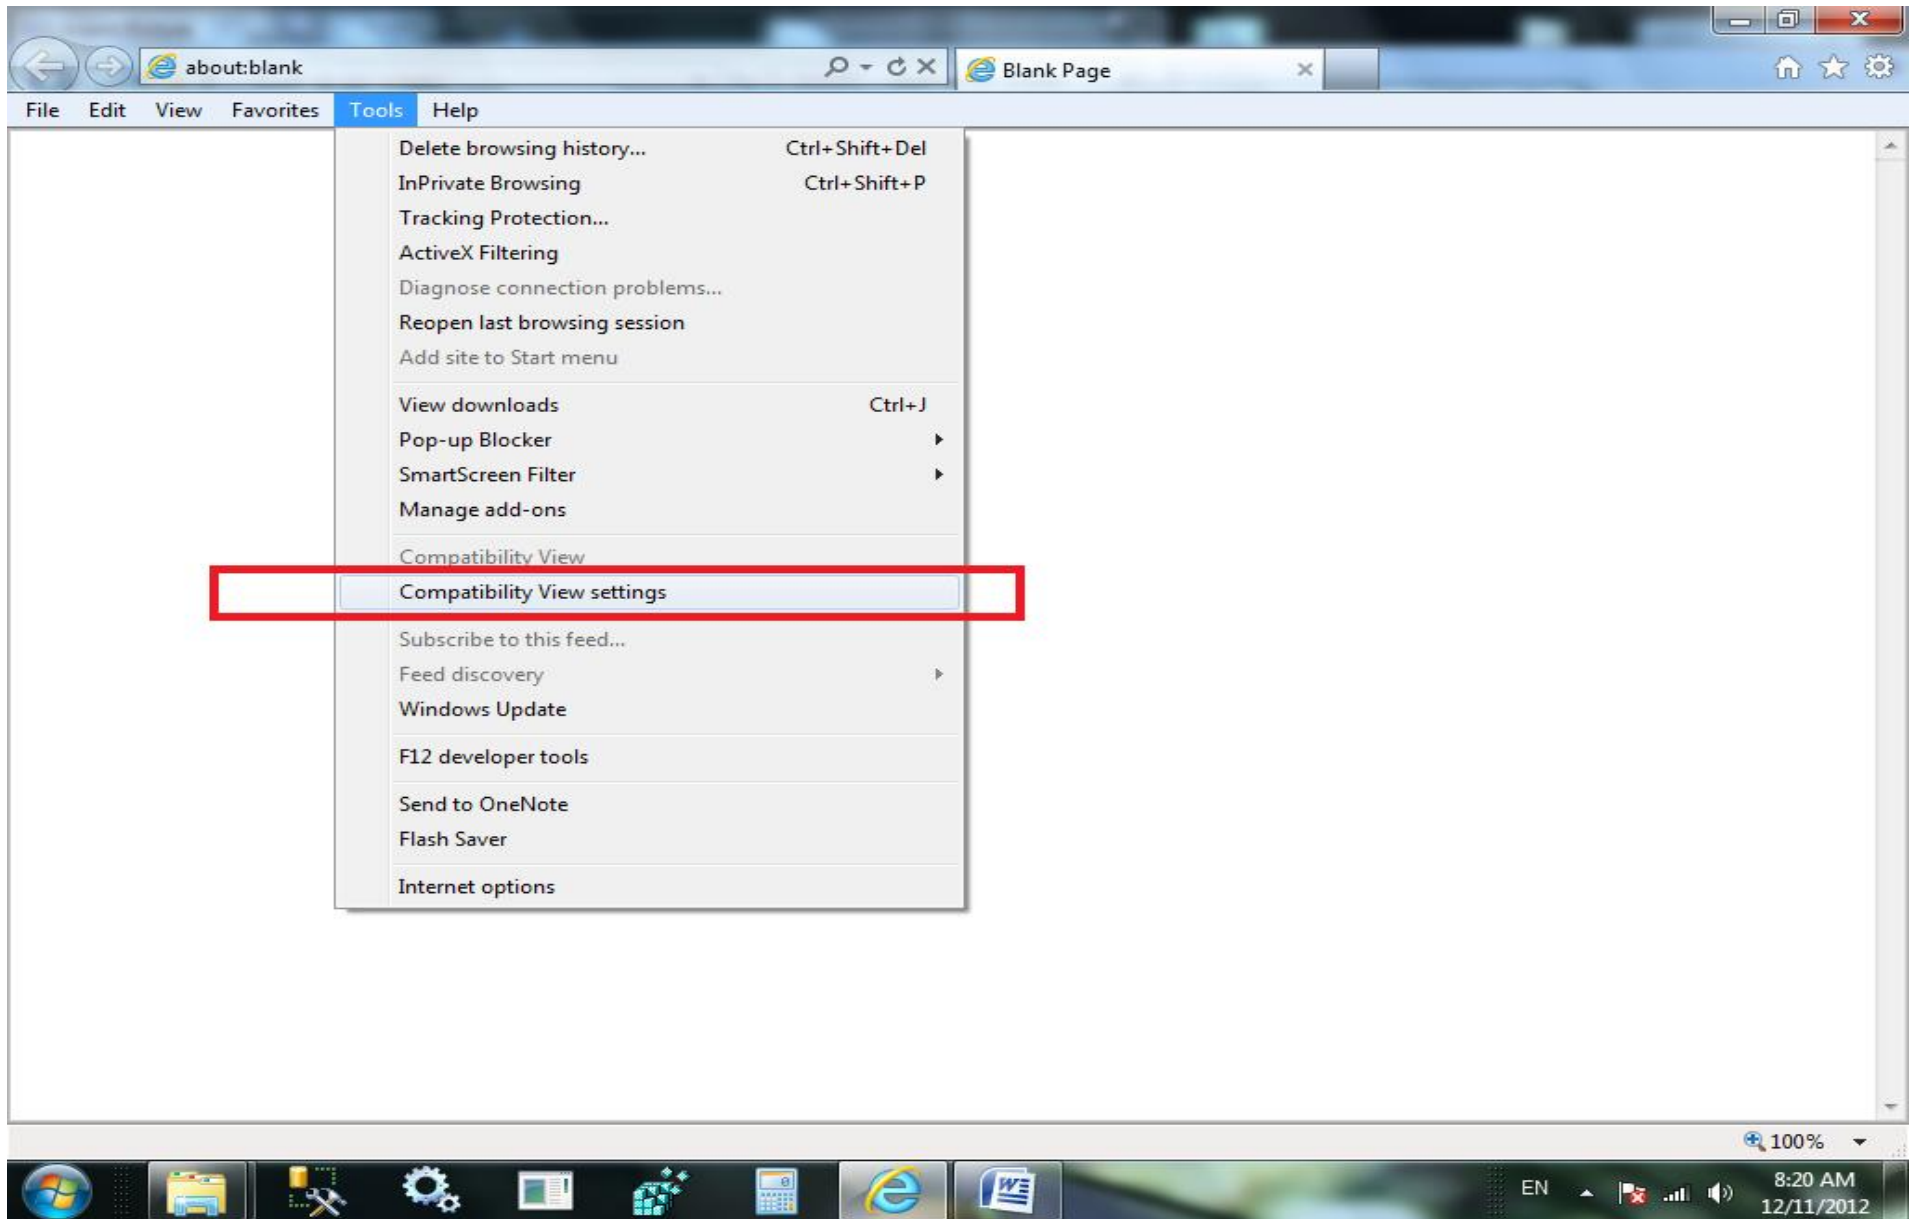 about:blank
Blank Page
File Edit View Favorites Tools Help
Delete browsing history... Ctrl+Shift+Del
InPrivate Browsing Ctrl+Shift+P
Tracking Protection...
ActiveX Filtering
Diagnose connection problems...
Reopen last browsing session
Add site to Start menu
View downloads Ctrl+J
Pop-up Blocker
SmartScreen Filter
Manage add-ons
Compatibility View
Compatibility View settings
Subscribe to this feed...
Feed discovery
Windows Update
F12 developer tools
Send to OneNote
Flash Saver
Internet options
100%
EN
8:20 AM
12/11/2012